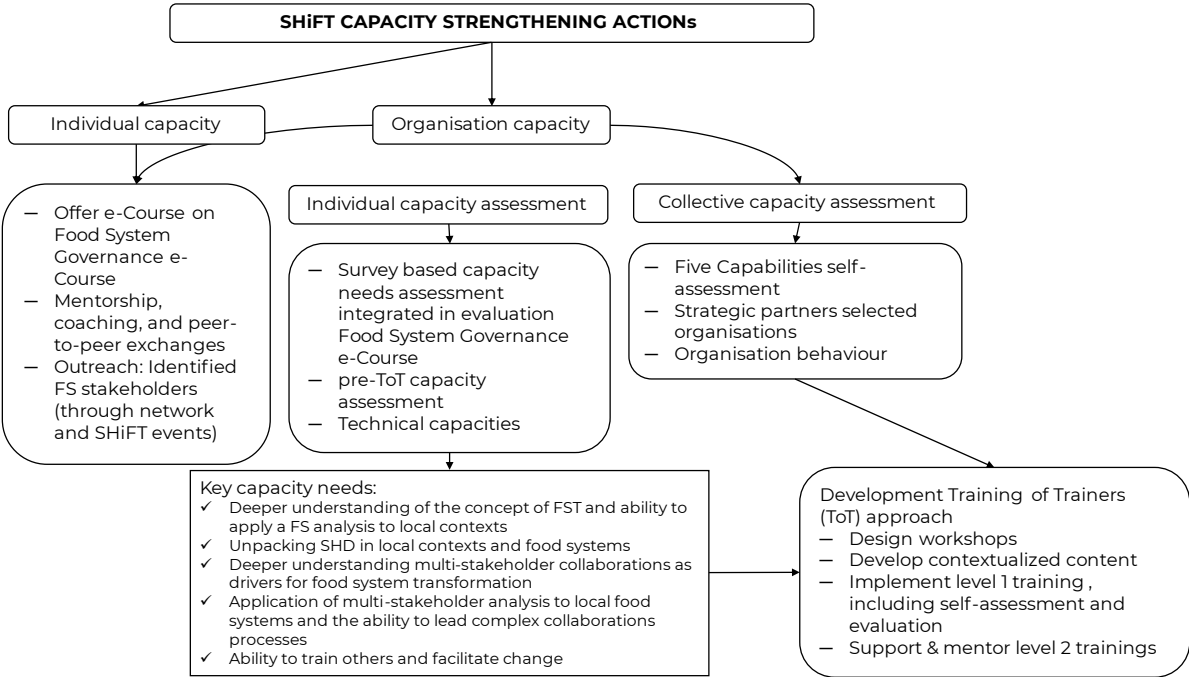 SHiFT CAPACITY STRENGTHENING ACTIONs
Individual capacity
Organisation capacity
– Offer e-Course on
Food System
Governance e-
Course
– Mentorship,
coaching, and peer-
to-peer exchanges
– Outreach: Identified
FS stakeholders
(through network
and SHiFT events)
Individual capacity assessment
– Survey based capacity
needs assessment
integrated in evaluation
Food System Governance
e-Course
– pre-ToT capacity
assessment
– Technical capacities
Collective capacity assessment
– Five Capabilities self-
assessment
– Strategic partners selected
organisations
– Organisation behaviour
Key capacity needs:
✓ Deeper understanding of the concept of FST and ability to
apply a FS analysis to local contexts
✓ Unpacking SHD in local contexts and food systems
✓ Deeper understanding multi-stakeholder collaborations as
drivers for food system transformation
✓ Application of multi-stakeholder analysis to local food
systems and the ability to lead complex collaborations
processes
✓ Ability to train others and facilitate change
Development Training of Trainers
(ToT) approach
– Design workshops
– Develop contextualized content
– Implement level 1 training ,
including self-assessment and
evaluation
– Support & mentor level 2 trainings